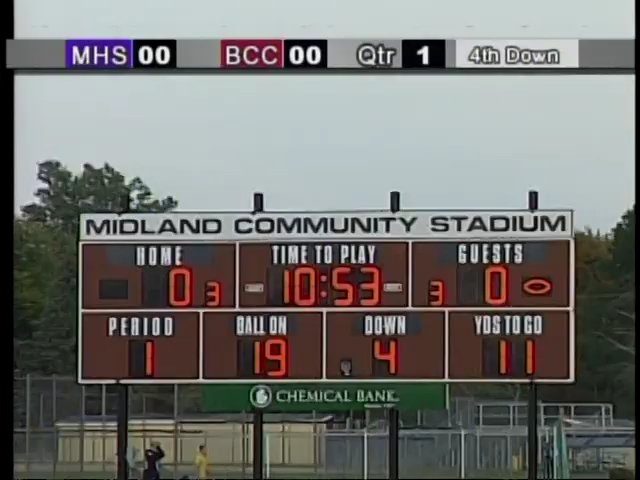 MHS 00 BCC 00 Qtr 1 4th Down
MIDLAND COMMUNITY STADIUM
HOME TIME TO PLAY GUESTS
0 3 10:53 3 0
PERIOD BALL ON DOWN YDS TO GO
1 19 4 11
CHEMICAL BANK